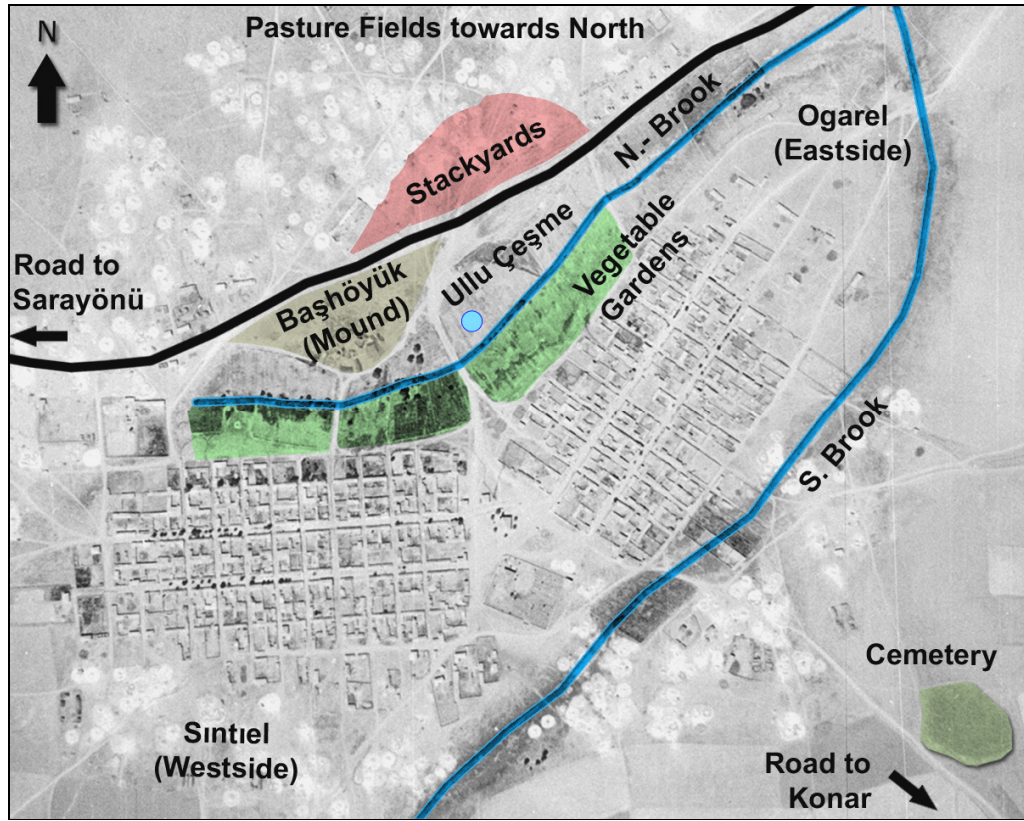 Pasture Fields towards North
N
Stackyards
N.- Brook
Ogarel
(Eastside)
Road to
Sarayönü
Başhöyük
(Mound)
Ullu Çeşme
Vegetable
Gardens
S. Brook
Cemetery
Sıntıel
(Westside)
Road to
Konar